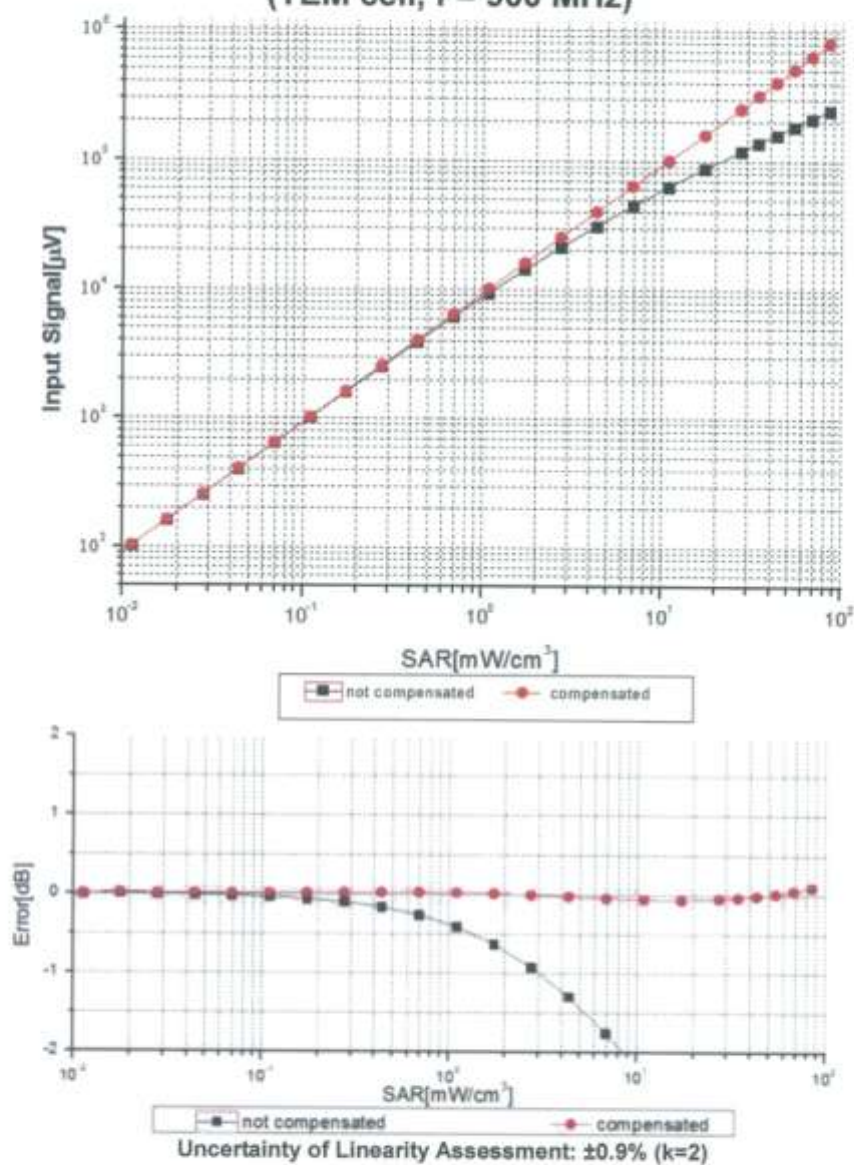 (TEM cell, f = 900 MHz)
10⁶
10⁵
10⁴
10³
10²
Input Signal[µV]
10⁻² 10⁻¹ 10⁰ 10¹ 10²
SAR[mW/cm³]
not compensated compensated
2
1
0
-1
-2
Error[dB]
10⁻¹ 10⁰ 10¹ 10²
SAR[mW/cm³]
not compensated compensated
Uncertainty of Linearity Assessment: ±0.9% (k=2)